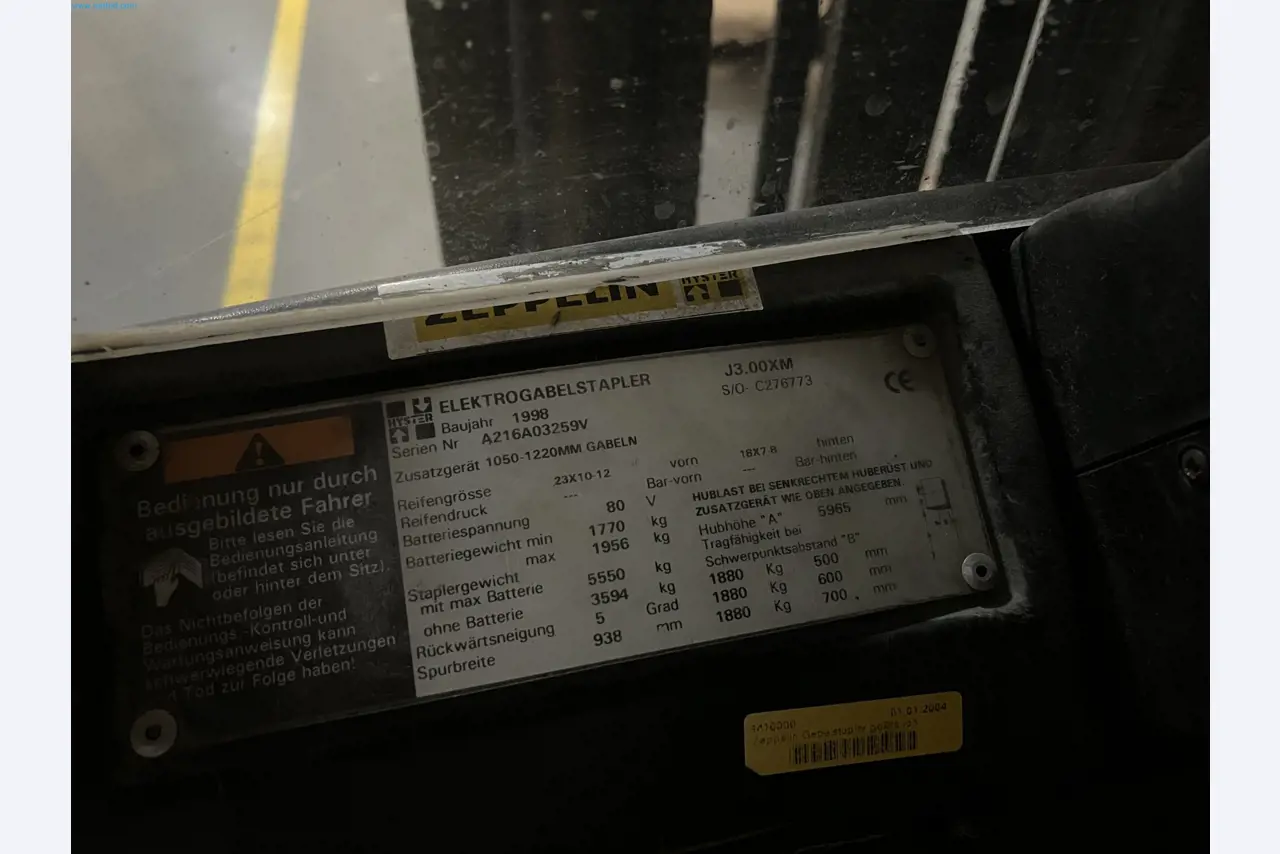 ZEPPELIN HYSTER
HYSTER ELEKTROGABELSTAPLER J3.00XM
Baujahr 1998 S/O- C276773 CE
Serien Nr A216A03259V
Zusatzgerät 1050-1220MM GABELN
Reifengrösse 23X10-12 vorn 18X7-8 hinten
Reifendruck --- Bar-vorn --- Bar-hinten
Batteriespannung 80 V
Batteriegewicht min 1770 kg
max 1956 kg
Staplergewicht
mit max Batterie 5550 kg
ohne Batterie 3594 kg
Rückwärtsneigung 5 Grad
Spurbreite 938 mm
HUBLAST BEI SENKRECHTEM HUBERÜST UND
ZUSATZGERÄT WIE OBEN ANGEGEBEN
Hubhöhe "A" 5965 mm
Tragfähigkeit bei
Schwerpunktsabstand "B"
1880 Kg 500 mm
1880 Kg 600 mm
1880 Kg 700 mm
Bedienung nur durch
ausgebildete Fahrer
Bitte lesen Sie die
Bedienungsanleitung
(befindet sich unter
oder hinter dem Sitz).
Das Nichtbefolgen der
Bedienungs,-Kontroll-und
Wartungsanweisung kann
schwerwiegende Verletzungen
Tod zur Folge haben!
01.01.2004